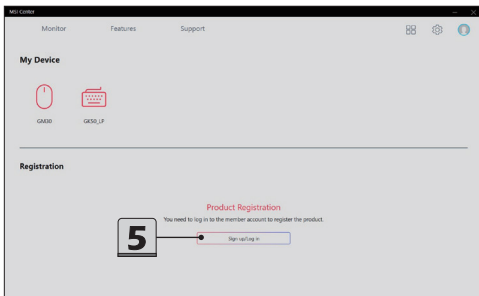 MSI Center
Monitor Features Support
My Device
GM30 GK50_LP
Registration
Product Registration
You need to log in to the member account to register the product.
5
Sign up/Log in